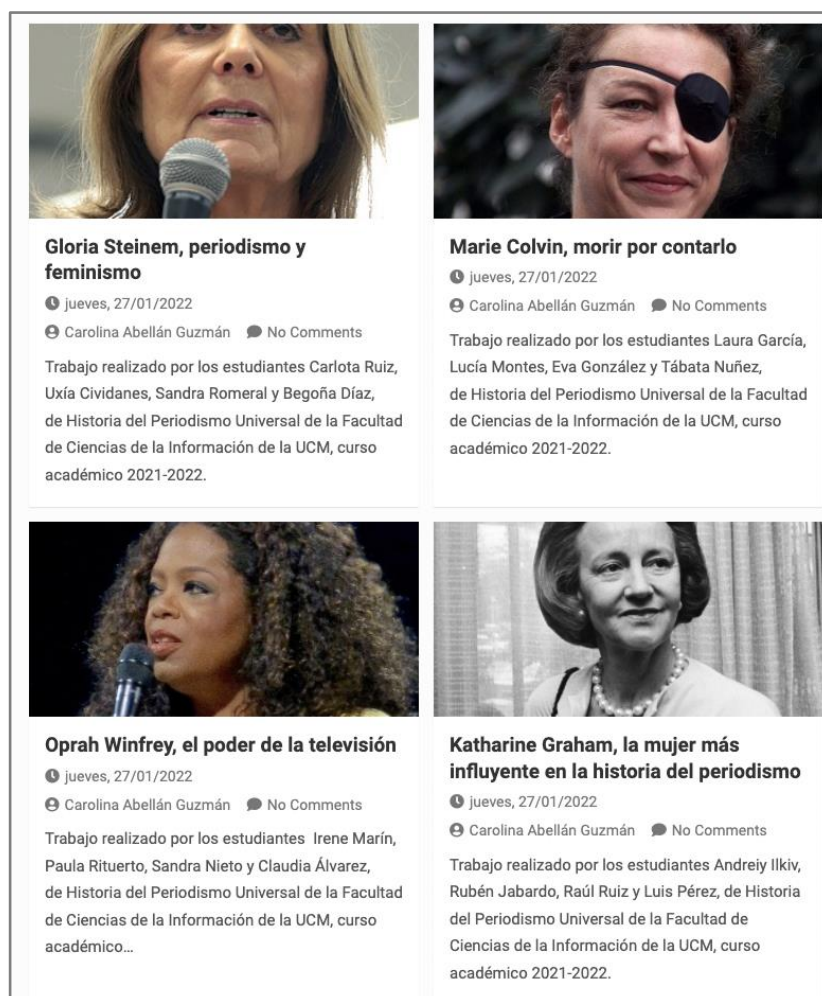 Gloria Steinem, periodismo y
feminismo
jueves, 27/01/2022
Carolina Abellán Guzmán No Comments
Trabajo realizado por los estudiantes Carlota Ruiz,
Uxía Cividanes, Sandra Romeral y Begoña Díaz,
de Historia del Periodismo Universal de la Facultad
de Ciencias de la Información de la UCM, curso
académico 2021-2022.
Marie Colvin, morir por contarlo
jueves, 27/01/2022
Carolina Abellán Guzmán No Comments
Trabajo realizado por los estudiantes Laura García,
Lucía Montes, Eva González y Tábata Nuñez,
de Historia del Periodismo Universal de la Facultad
de Ciencias de la Información de la UCM, curso
académico 2021-2022.
Oprah Winfrey, el poder de la televisión
jueves, 27/01/2022
Carolina Abellán Guzmán No Comments
Trabajo realizado por los estudiantes Irene Marín,
Paula Rituerto, Sandra Nieto y Claudia Álvarez,
de Historia del Periodismo Universal de la Facultad
de Ciencias de la Información de la UCM, curso
académico...
Katharine Graham, la mujer más
influyente en la historia del periodismo
jueves, 27/01/2022
Carolina Abellán Guzmán No Comments
Trabajo realizado por los estudiantes Andreiy Ilkiv,
Rubén Jabardo, Raúl Ruiz y Luis Pérez, de Historia
del Periodismo Universal de la Facultad de
Ciencias de la Información de la UCM, curso
académico 2021-2022.